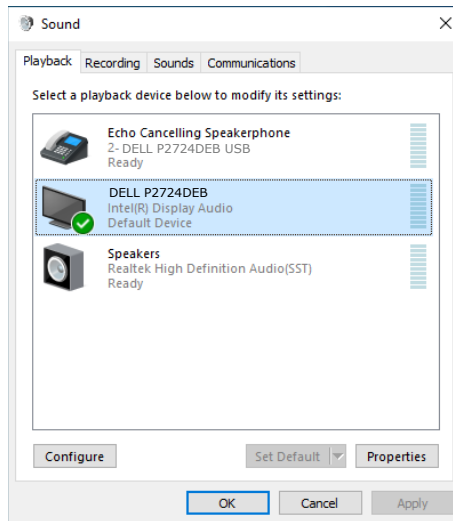 Sound
Playback Recording Sounds Communications
Select a playback device below to modify its settings:
Echo Cancelling Speakerphone
2- DELL P2724DEB USB
Ready
DELL P2724DEB
Intel(R) Display Audio
Default Device
Speakers
Realtek High Definition Audio(SST)
Ready
Configure Set Default Properties
OK Cancel Apply